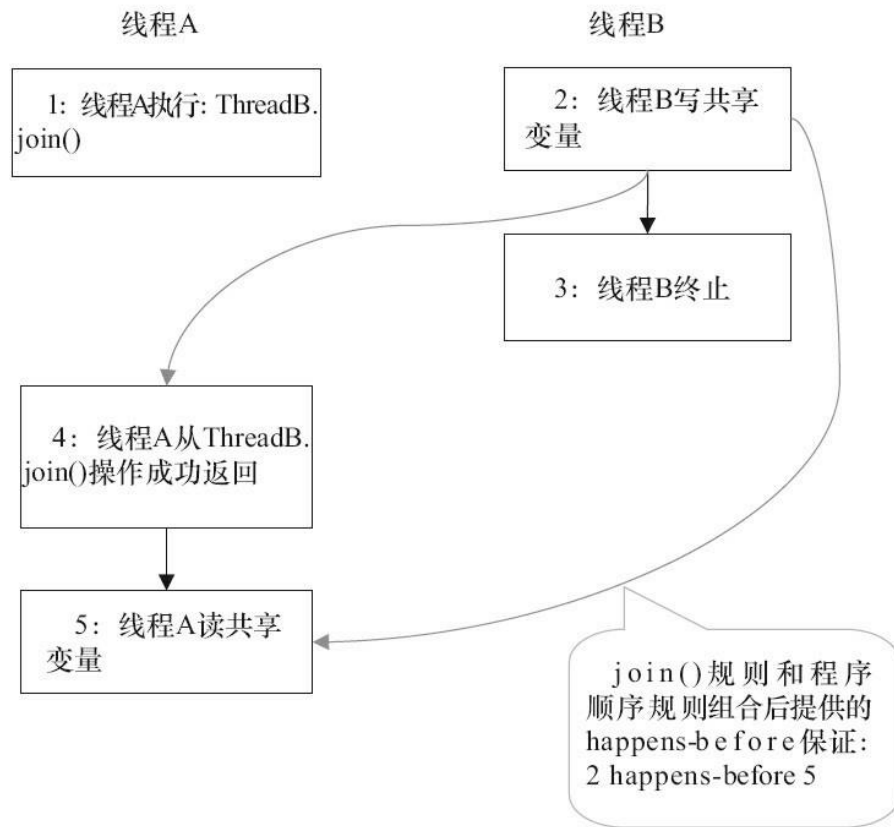 线程A
线程B
1：线程A执行：ThreadB.
join()
2：线程B写共享
变量
3：线程B终止
4：线程A从ThreadB.
join()操作成功返回
5：线程A读共享
变量
join()规则和程序
顺序规则组合后提供的
happens-before保证：
2 happens-before 5